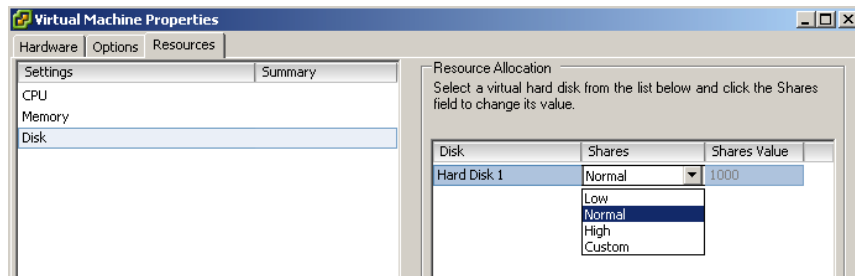 Virtual Machine Properties
Hardware Options Resources
Settings Summary
CPU
Memory
Disk
Resource Allocation
Select a virtual hard disk from the list below and click the Shares
field to change its value.
Disk Shares Shares Value
Hard Disk 1 Normal 1000
Low
Normal
High
Custom